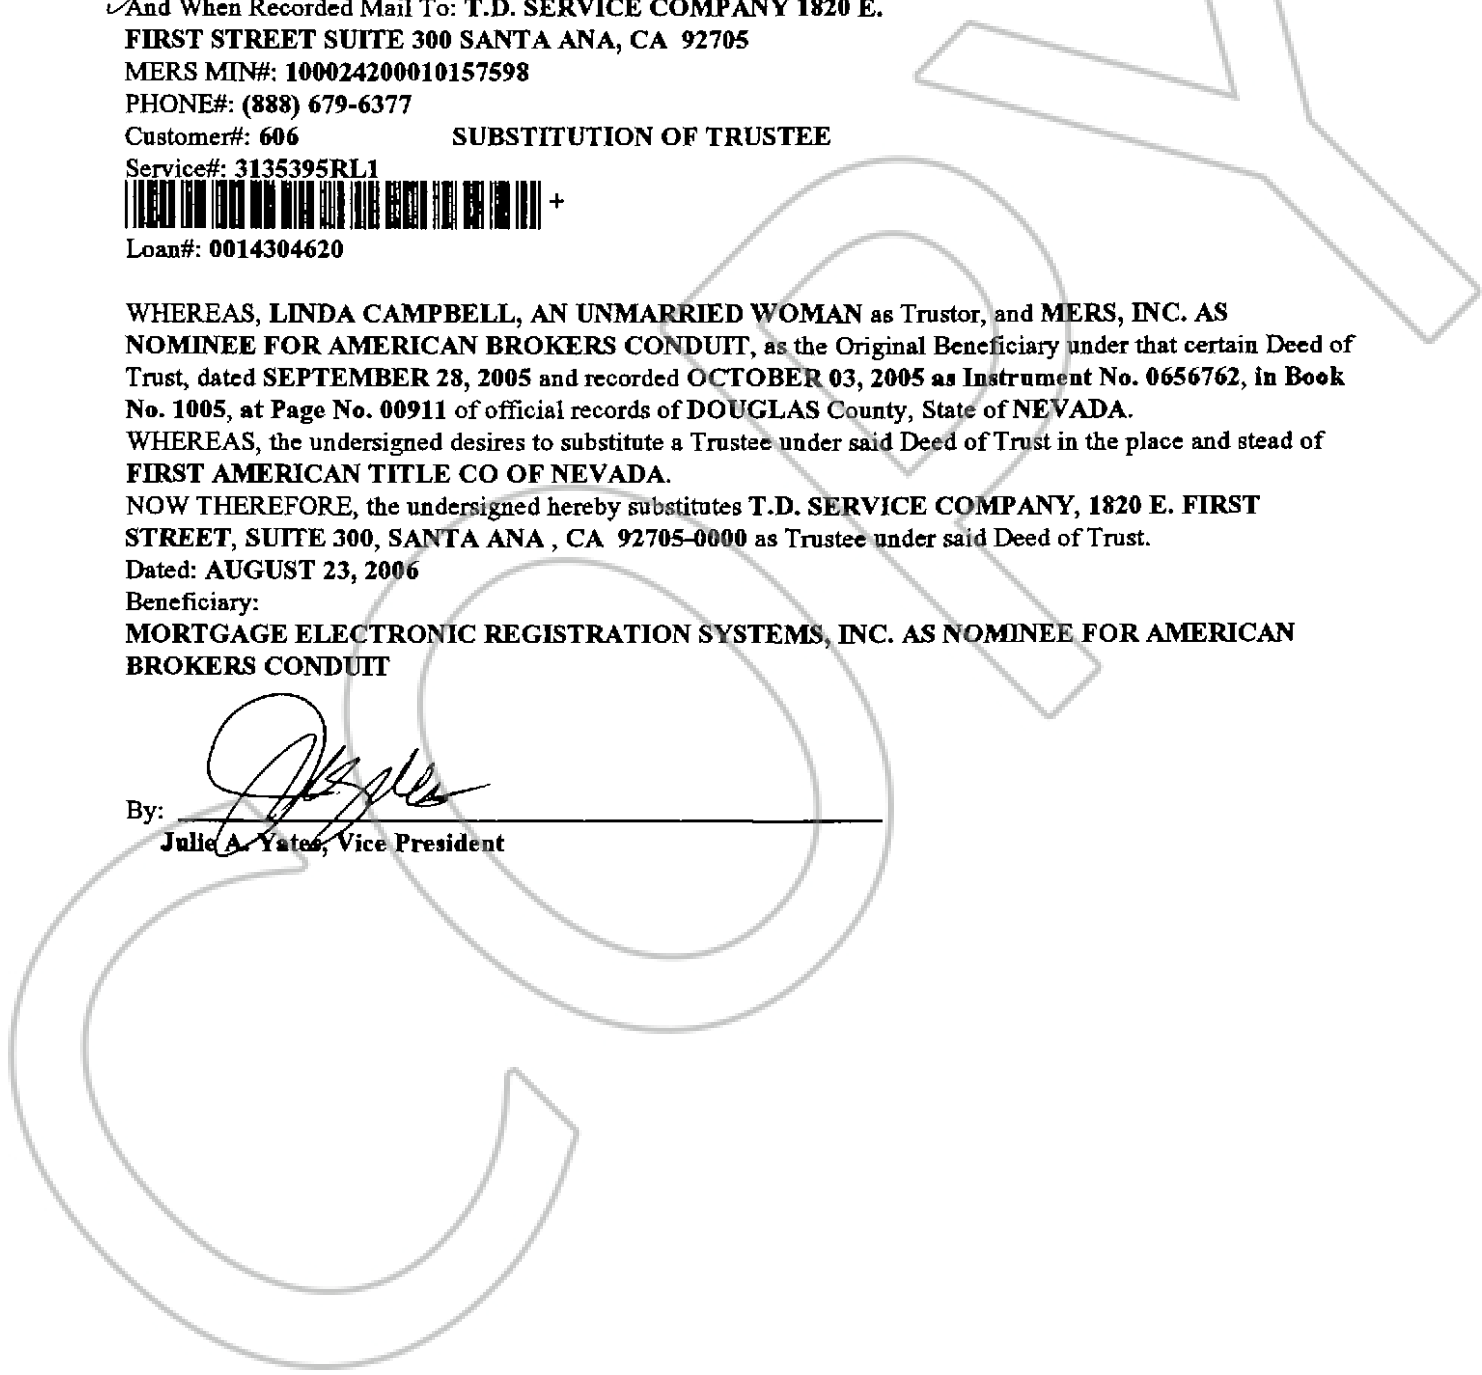 And When Recorded Mail To: T.D. SERVICE COMPANY 1820 E.
FIRST STREET SUITE 300 SANTA ANA, CA 92705
MERS MIN#: 100024200010157598
PHONE#: (888) 679-6377
Customer#: 606 SUBSTITUTION OF TRUSTEE
Service#: 3135395RL1
+
Loan#: 0014304620
WHEREAS, LINDA CAMPBELL, AN UNMARRIED WOMAN as Trustor, and MERS, INC. AS
NOMINEE FOR AMERICAN BROKERS CONDUIT, as the Original Beneficiary under that certain Deed of
Trust, dated SEPTEMBER 28, 2005 and recorded OCTOBER 03, 2005 as Instrument No. 0656762, in Book
No. 1005, at Page No. 00911 of official records of DOUGLAS County, State of NEVADA.
WHEREAS, the undersigned desires to substitute a Trustee under said Deed of Trust in the place and stead of
FIRST AMERICAN TITLE CO OF NEVADA.
NOW THEREFORE, the undersigned hereby substitutes T.D. SERVICE COMPANY, 1820 E. FIRST
STREET, SUITE 300, SANTA ANA , CA 92705-0000 as Trustee under said Deed of Trust.
Dated: AUGUST 23, 2006
Beneficiary:
MORTGAGE ELECTRONIC REGISTRATION SYSTEMS, INC. AS NOMINEE FOR AMERICAN
BROKERS CONDUIT
By:
Julie A. Yates, Vice President
COPY